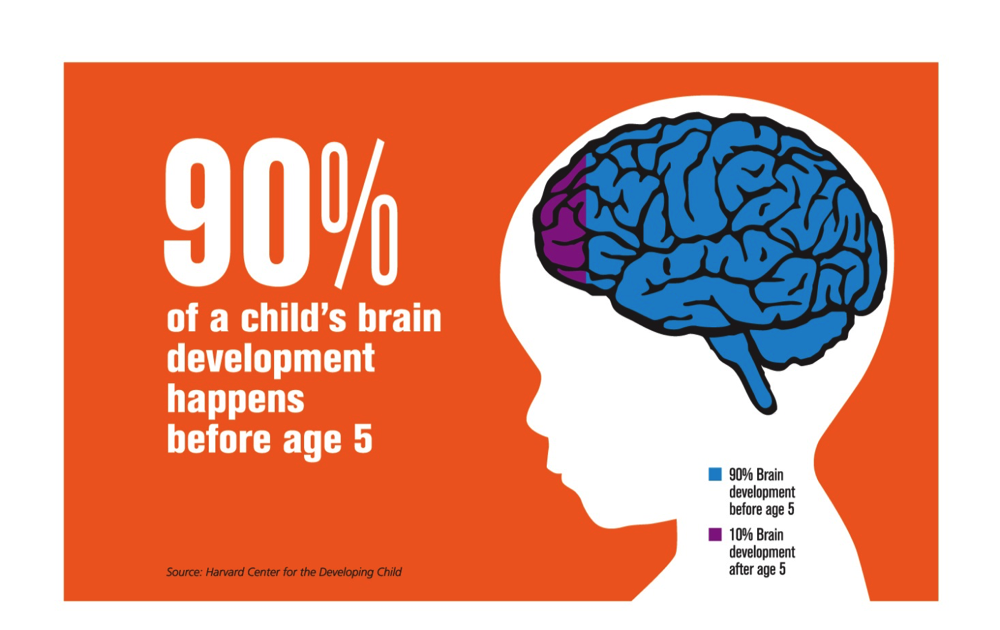 90%
of a child’s brain
development
happens
before age 5
90% Brain
development
before age 5
10% Brain
development
after age 5
Source: Harvard Center for the Developing Child